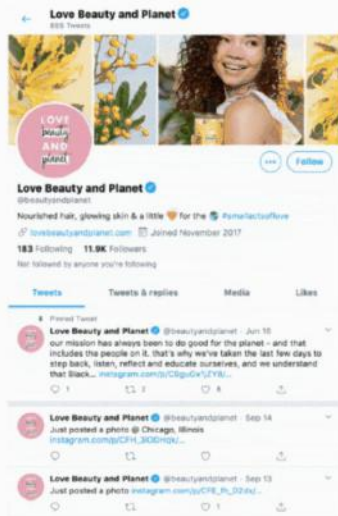 Love Beauty and Planet
855 Tweets
LOVE
beauty
AND
planet
Follow
Love Beauty and Planet
@beautyandplanet
Nourished hair, glowing skin & a little 🧡 for the 🌎 #smallactsoflove
lovebeautyandplanet.com Joined November 2017
183 Following 11.9K Followers
Not followed by anyone you're following
Tweets Tweets & replies Media Likes
Pinned Tweet
Love Beauty and Planet @beautyandplanet · Jun 16
our mission has always been to do good for the planet - and that
includes the people on it. that's why we've taken the last few days to
step back, listen, reflect and educate ourselves, and we understand
that Black...
1 2 8
Love Beauty and Planet @beautyandplanet · Sep 14
Just posted a photo @ Chicago, Illinois
Love Beauty and Planet @beautyandplanet · Sep 13
Just posted a photo
1